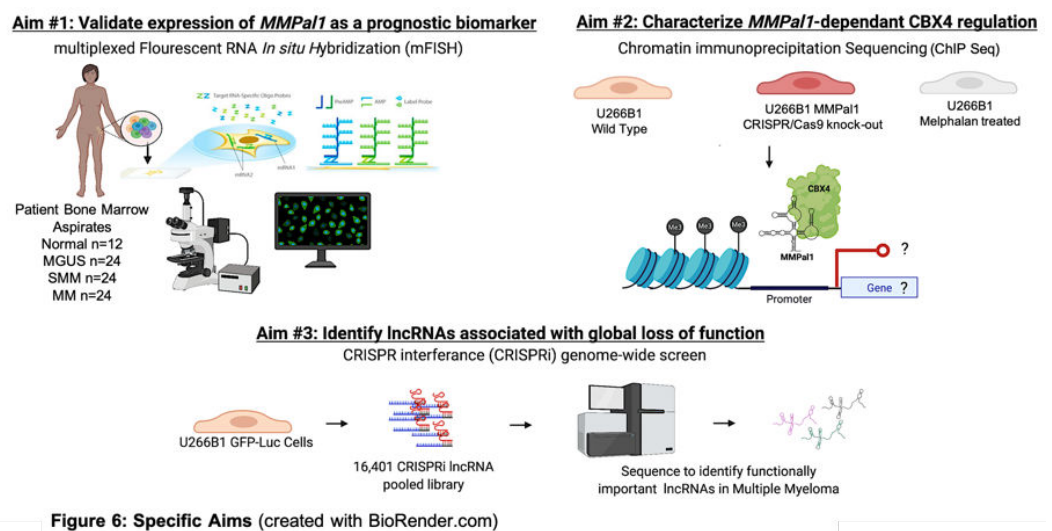 Aim #1: Validate expression of MMPal1 as a prognostic biomarker
multiplexed Flourescent RNA In situ Hybridization (mFISH)
Target RNA-Specific Oligo Probes
PreAMP
AMP
Label Probe
mRNA2
mRNA1
Patient Bone Marrow
Aspirates
Normal n=12
MGUS n=24
SMM n=24
MM n=24
Aim #2: Characterize MMPal1-dependant CBX4 regulation
Chromatin immunoprecipitation Sequencing (ChIP Seq)
U266B1
Wild Type
U266B1 MMPal1
CRISPR/Cas9 knock-out
U266B1
Melphalan treated
CBX4
MMPal1
Me3
Me3
Me3
?
Promoter
Gene ?
Aim #3: Identify lncRNAs associated with global loss of function
CRISPR interferance (CRISPRi) genome-wide screen
U266B1 GFP-Luc Cells
16,401 CRISPRi lncRNA
pooled library
Sequence to identify functionally
important lncRNAs in Multiple Myeloma
Figure 6: Specific Aims (created with BioRender.com)